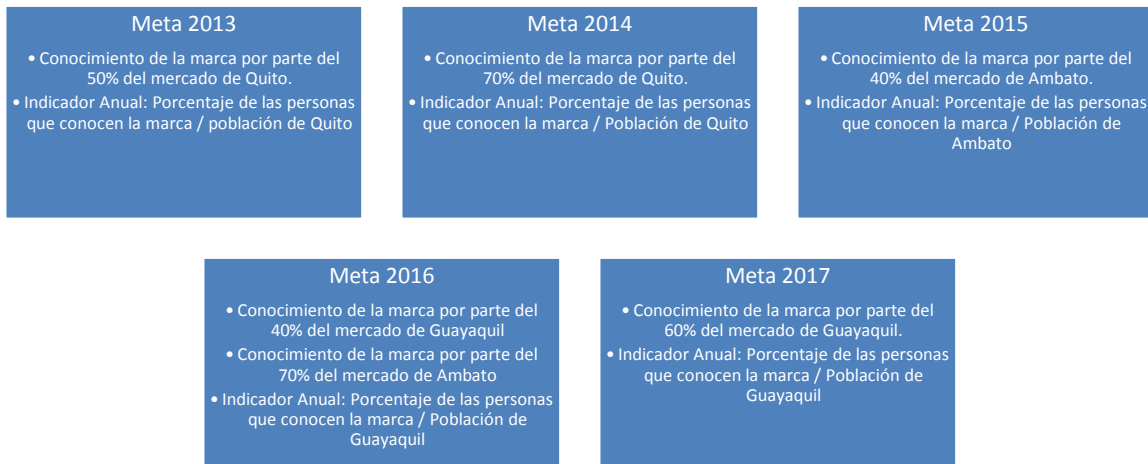 Meta 2013
• Conocimiento de la marca por parte del
50% del mercado de Quito.
• Indicador Anual: Porcentaje de las personas
que conocen la marca / población de Quito
Meta 2014
• Conocimiento de la marca por parte del
70% del mercado de Quito.
• Indicador Anual: Porcentaje de las personas
que conocen la marca / Población de Quito
Meta 2015
• Conocimiento de la marca por parte del
40% del mercado de Ambato.
• Indicador Anual: Porcentaje de las personas
que conocen la marca / Población de
Ambato
Meta 2016
• Conocimiento de la marca por parte del
40% del mercado de Guayaquil
• Conocimiento de la marca por parte del
70% del mercado de Ambato
• Indicador Anual: Porcentaje de las personas
que conocen la marca / Población de
Guayaquil
Meta 2017
• Conocimiento de la marca por parte del
60% del mercado de Guayaquil.
• Indicador Anual: Porcentaje de las personas
que conocen la marca / Población de
Guayaquil